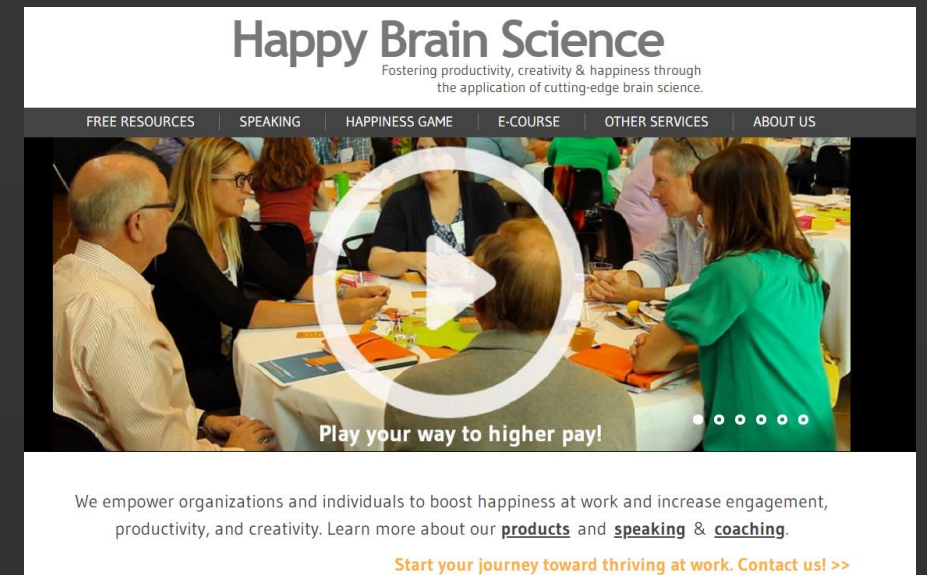 Happy Brain Science
Fostering productivity, creativity & happiness through
the application of cutting-edge brain science.
FREE RESOURCES SPEAKING HAPPINESS GAME E-COURSE OTHER SERVICES ABOUT US
Play your way to higher pay!
We empower organizations and individuals to boost happiness at work and increase engagement,
productivity, and creativity. Learn more about our products and speaking & coaching.
Start your journey toward thriving at work. Contact us! >>